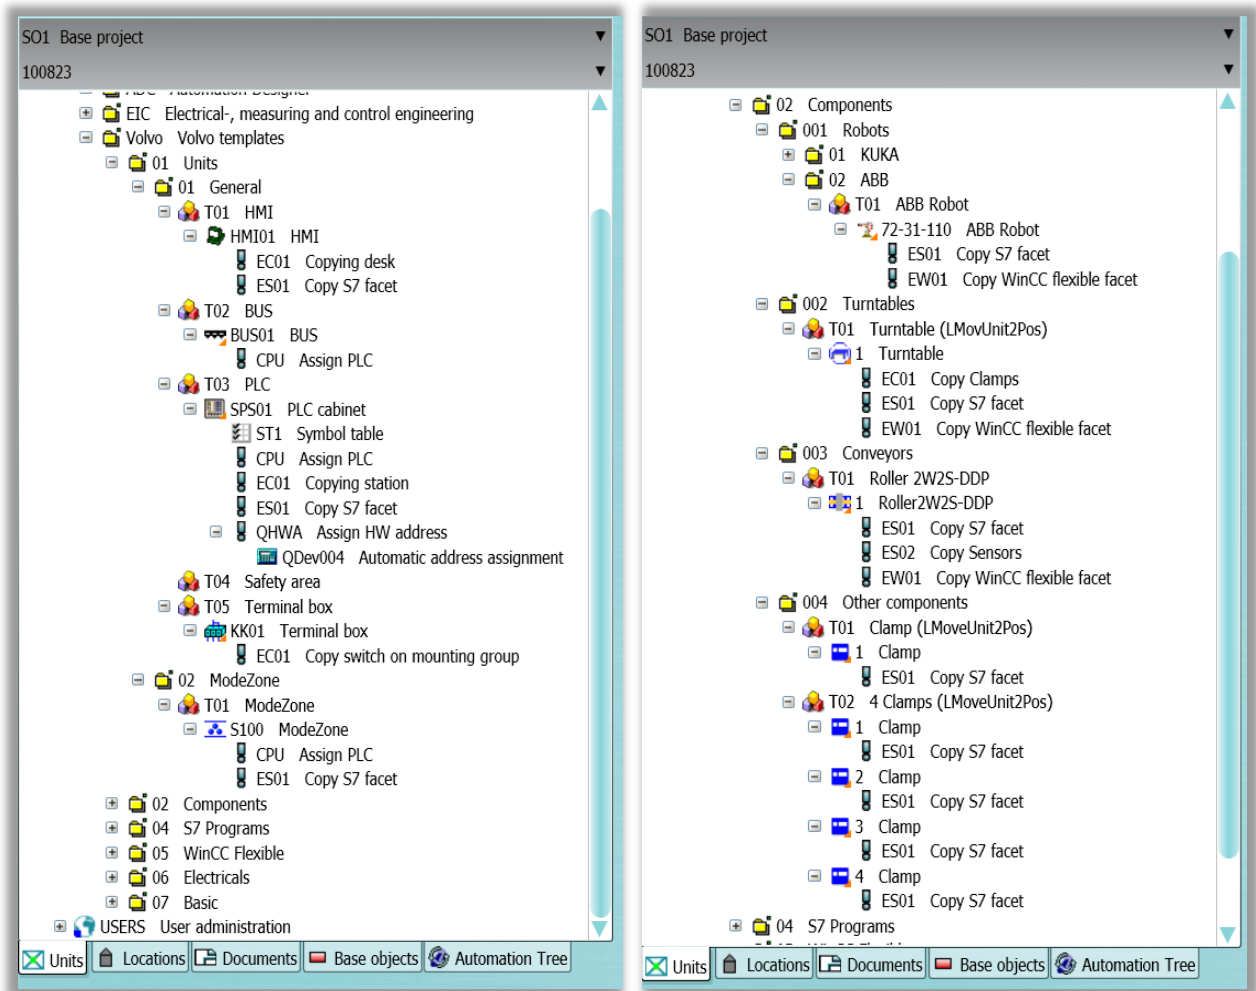 SO1 Base project
100823
ADC Automation Designer
EIC Electrical-, measuring and control engineering
Volvo Volvo templates
01 Units
01 General
T01 HMI
HMI01 HMI
EC01 Copying desk
ES01 Copy S7 facet
T02 BUS
BUS01 BUS
CPU Assign PLC
T03 PLC
SPS01 PLC cabinet
ST1 Symbol table
CPU Assign PLC
EC01 Copying station
ES01 Copy S7 facet
QHWA Assign HW address
QDev004 Automatic address assignment
T04 Safety area
T05 Terminal box
KK01 Terminal box
EC01 Copy switch on mounting group
02 ModeZone
T01 ModeZone
S100 ModeZone
CPU Assign PLC
ES01 Copy S7 facet
02 Components
04 S7 Programs
05 WinCC Flexible
06 Electricals
07 Basic
USERS User administration
Units Locations Documents Base objects Automation Tree
SO1 Base project
100823
02 Components
001 Robots
01 KUKA
02 ABB
T01 ABB Robot
72-31-110 ABB Robot
ES01 Copy S7 facet
EW01 Copy WinCC flexible facet
002 Turntables
T01 Turntable (LMovUnit2Pos)
1 Turntable
EC01 Copy Clamps
ES01 Copy S7 facet
EW01 Copy WinCC flexible facet
003 Conveyors
T01 Roller 2W2S-DDP
1 Roller2W2S-DDP
ES01 Copy S7 facet
ES02 Copy Sensors
EW01 Copy WinCC flexible facet
004 Other components
T01 Clamp (LMoveUnit2Pos)
1 Clamp
ES01 Copy S7 facet
T02 4 Clamps (LMoveUnit2Pos)
1 Clamp
ES01 Copy S7 facet
2 Clamp
ES01 Copy S7 facet
3 Clamp
ES01 Copy S7 facet
4 Clamp
ES01 Copy S7 facet
04 S7 Programs
Units Locations Documents Base objects Automation Tree